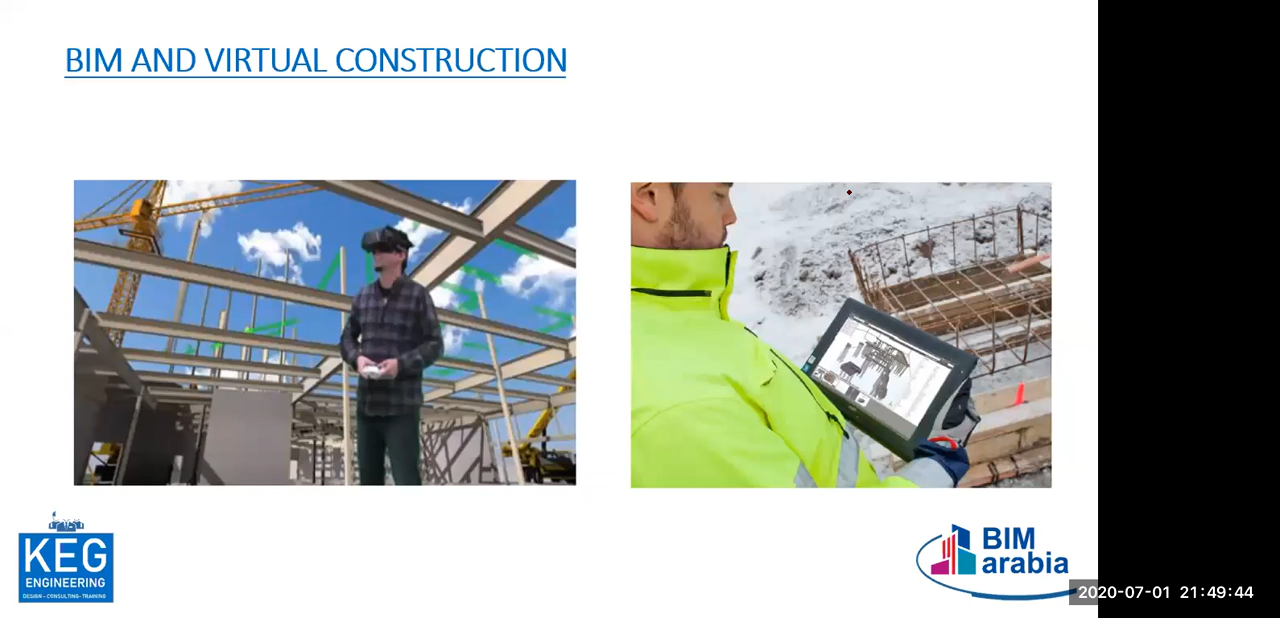 BIM AND VIRTUAL CONSTRUCTION
KEG
ENGINEERING
DESIGN - CONSULTING- TRAINING
BIM
arabia
2020-07-01 21:49:44